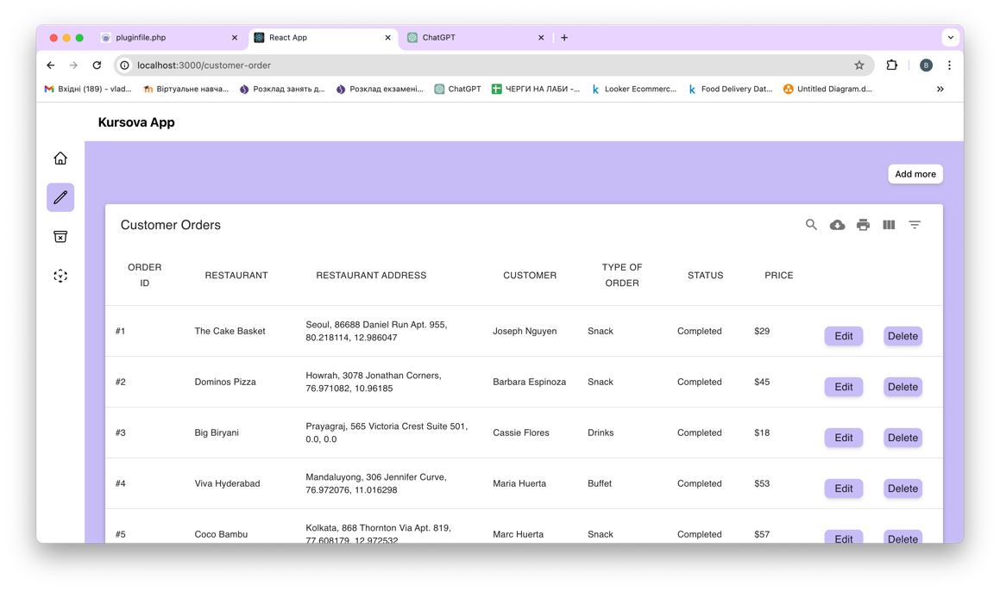 pluginfile.php
React App
ChatGPT
localhost:3000/customer-order
B
Вхідні (189) – vlad...
Віртуальне навча...
Розклад занять д...
Розклад екзамені...
ChatGPT
ЧЕРГИ НА ЛАБИ -...
Looker Ecommerc...
Food Delivery Dat...
Untitled Diagram.d...
Kursova App
Add more
Customer Orders
ORDER ID RESTAURANT RESTAURANT ADDRESS CUSTOMER TYPE OF ORDER STATUS PRICE
#1 The Cake Basket Seoul, 86688 Daniel Run Apt. 955, 80.218114, 12.986047 Joseph Nguyen Snack Completed $29 Edit Delete
#2 Dominos Pizza Howrah, 3078 Jonathan Corners, 76.971082, 10.96185 Barbara Espinoza Snack Completed $45 Edit Delete
#3 Big Biryani Prayagraj, 565 Victoria Crest Suite 501, 0.0, 0.0 Cassie Flores Drinks Completed $18 Edit Delete
#4 Viva Hyderabad Mandaluyong, 306 Jennifer Curve, 76.972076, 11.016298 Maria Huerta Buffet Completed $53 Edit Delete
#5 Coco Bambu Kolkata, 868 Thornton Via Apt. 819, 77.608179, 12.972532 Marc Huerta Snack Completed $57 Edit Delete